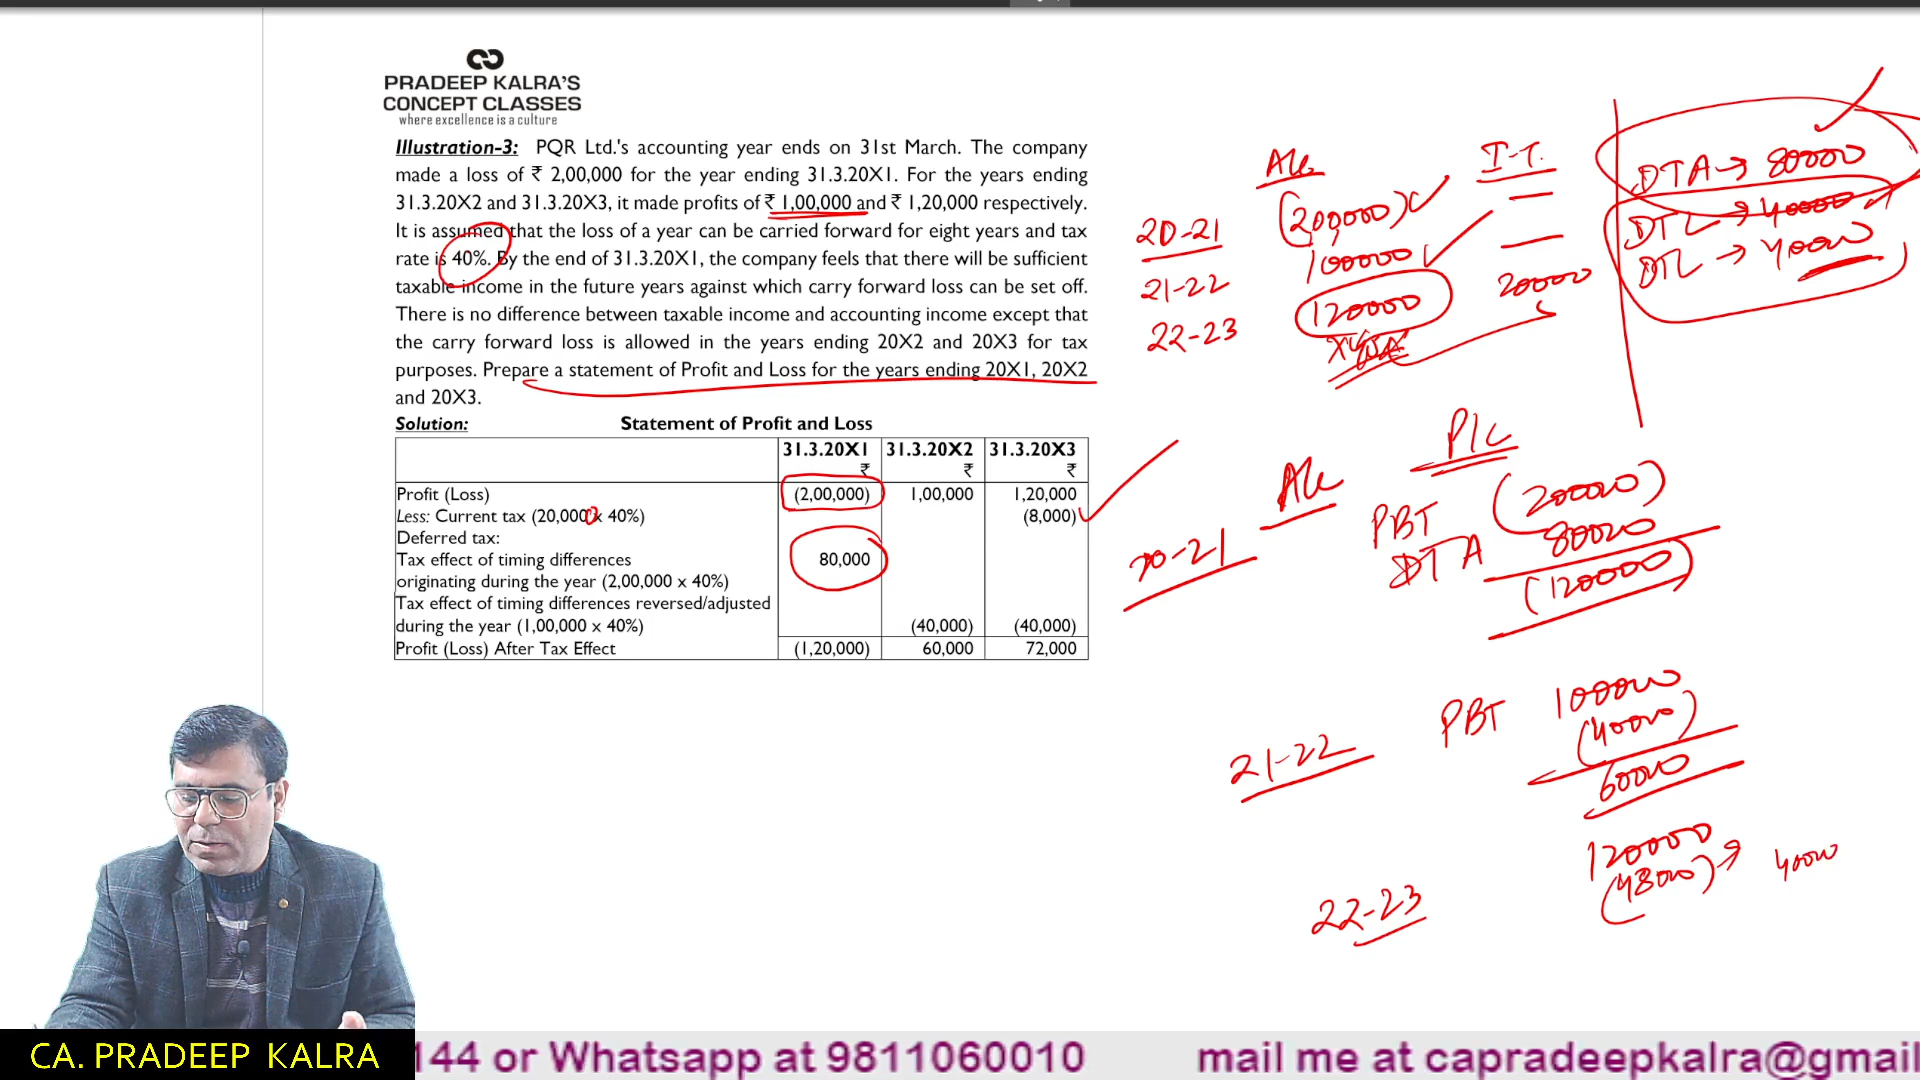 PRADEEP KALRA'S
CONCEPT CLASSES
where excellence is a culture
Illustration-3: PQR Ltd.'s accounting year ends on 31st March. The company
made a loss of ₹ 2,00,000 for the year ending 31.3.20X1. For the years ending
31.3.20X2 and 31.3.20X3, it made profits of ₹ 1,00,000 and ₹ 1,20,000 respectively.
It is assumed that the loss of a year can be carried forward for eight years and tax
rate is 40%. By the end of 31.3.20X1, the company feels that there will be sufficient
taxable income in the future years against which carry forward loss can be set off.
There is no difference between taxable income and accounting income except that
the carry forward loss is allowed in the years ending 20X2 and 20X3 for tax
purposes. Prepare a statement of Profit and Loss for the years ending 20X1, 20X2
and 20X3.
Solution: Statement of Profit and Loss
31.3.20X1 31.3.20X2 31.3.20X3
₹ ₹ ₹
Profit (Loss) (2,00,000) 1,00,000 1,20,000
Less: Current tax (20,000 x 40%) (8,000)
Deferred tax:
Tax effect of timing differences 80,000
originating during the year (2,00,000 x 40%)
Tax effect of timing differences reversed/adjusted
during the year (1,00,000 x 40%) (40,000) (40,000)
Profit (Loss) After Tax Effect (1,20,000) 60,000 72,000
I.T.
20-21 (200000) —
21-22 100000 —
22-23 120000 20000
DTA → 80000
DTL → 40000
DTL → 40000
P/L
20-21
PBT (200000)
DTA 80000
(120000)
21-22
PBT 100000
(40000)
60000
22-23
120000
(48000) → 40000
CA. PRADEEP KALRA
144 or Whatsapp at 9811060010 mail me at capradeepkalra@gmail